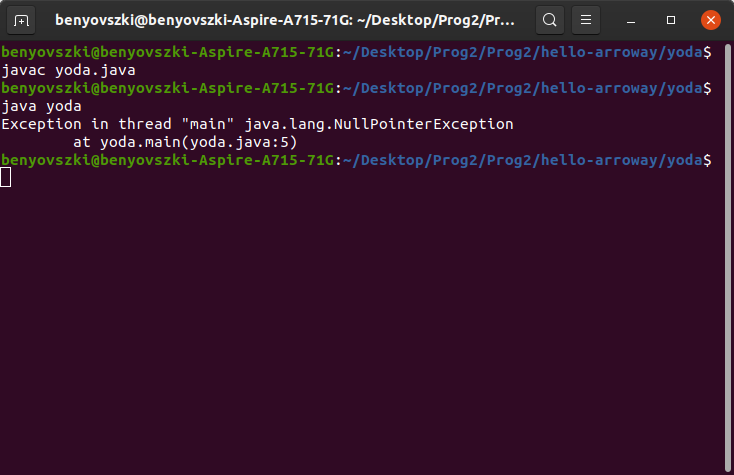 benyovszki@benyovszki-Aspire-A715-71G: ~/Desktop/Prog2/Pr...
benyovszki@benyovszki-Aspire-A715-71G:~/Desktop/Prog2/Prog2/hello-arroway/yoda$
javac yoda.java
benyovszki@benyovszki-Aspire-A715-71G:~/Desktop/Prog2/Prog2/hello-arroway/yoda$
java yoda
Exception in thread "main" java.lang.NullPointerException
        at yoda.main(yoda.java:5)
benyovszki@benyovszki-Aspire-A715-71G:~/Desktop/Prog2/Prog2/hello-arroway/yoda$